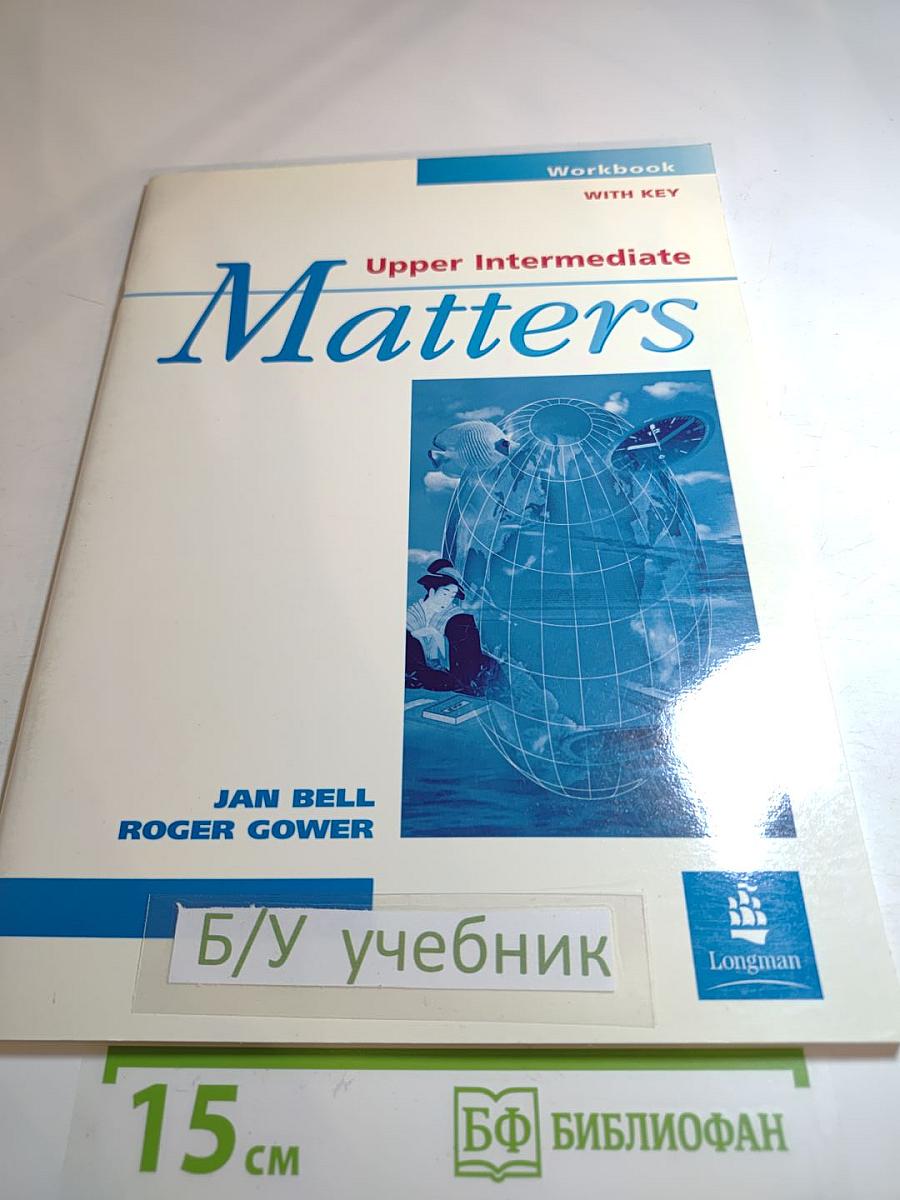 Workbook
WITH KEY
Upper Intermediate
Matters
JAN BELL
ROGER GOWER
Longman
Б/У учебник
15 см
БФ БИБЛИОФАН